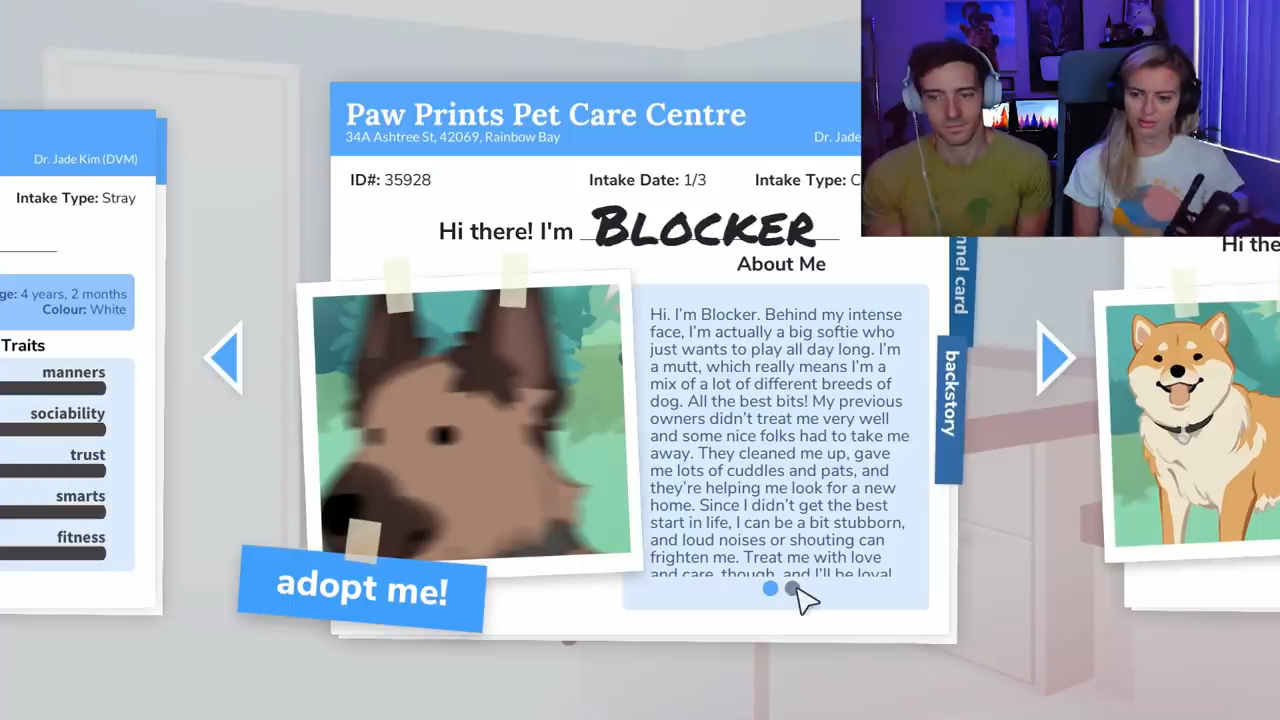 Paw Prints Pet Care Centre
34A Ashtree St, 42069, Rainbow Bay
Dr. Jade
Dr. Jade Kim (DVM)
ID#: 35928
Intake Date: 1/3
Intake Type: C
Intake Type: Stray
Hi there! I'm BLOCKER
Hi the
About Me
Hi. I'm Blocker. Behind my intense
face, I'm actually a big softie who
just wants to play all day long. I'm
a mutt, which really means I'm a
mix of a lot of different breeds of
dog. All the best bits! My previous
owners didn't treat me very well
and some nice folks had to take me
away. They cleaned me up, gave
me lots of cuddles and pats, and
they're helping me look for a new
home. Since I didn't get the best
start in life, I can be a bit stubborn,
and loud noises or shouting can
frighten me. Treat me with love
and care, though, and I'll be loyal
adopt me!
nnel card
backstory
ge: 4 years, 2 months
Colour: White
Traits
manners
sociability
trust
smarts
fitness